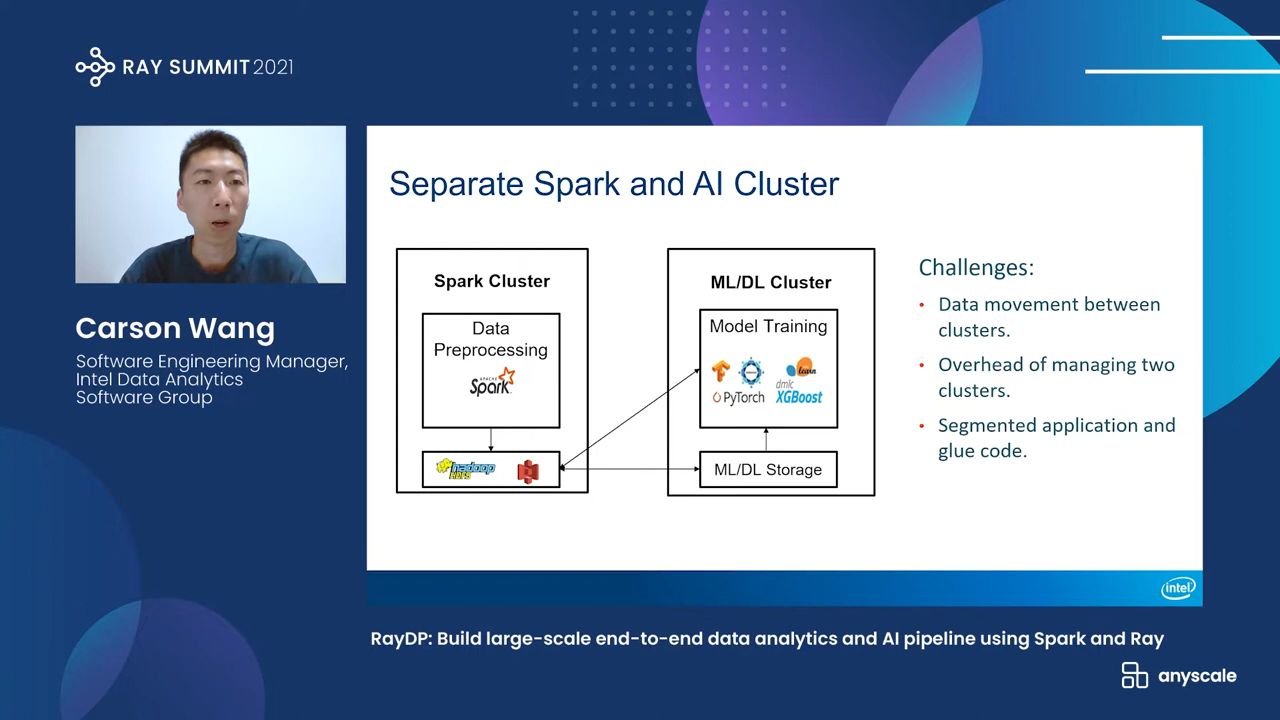 RAY SUMMIT 2021
Carson Wang
Software Engineering Manager,
Intel Data Analytics
Software Group
Separate Spark and AI Cluster
Spark Cluster
Data
Preprocessing
APACHE
Spark
hadoop
HDFS
ML/DL Cluster
Model Training
learn
PyTorch
dmlc
XGBoost
ML/DL Storage
Challenges:
• Data movement between
clusters.
• Overhead of managing two
clusters.
• Segmented application and
glue code.
intel
RayDP: Build large-scale end-to-end data analytics and AI pipeline using Spark and Ray
anyscale